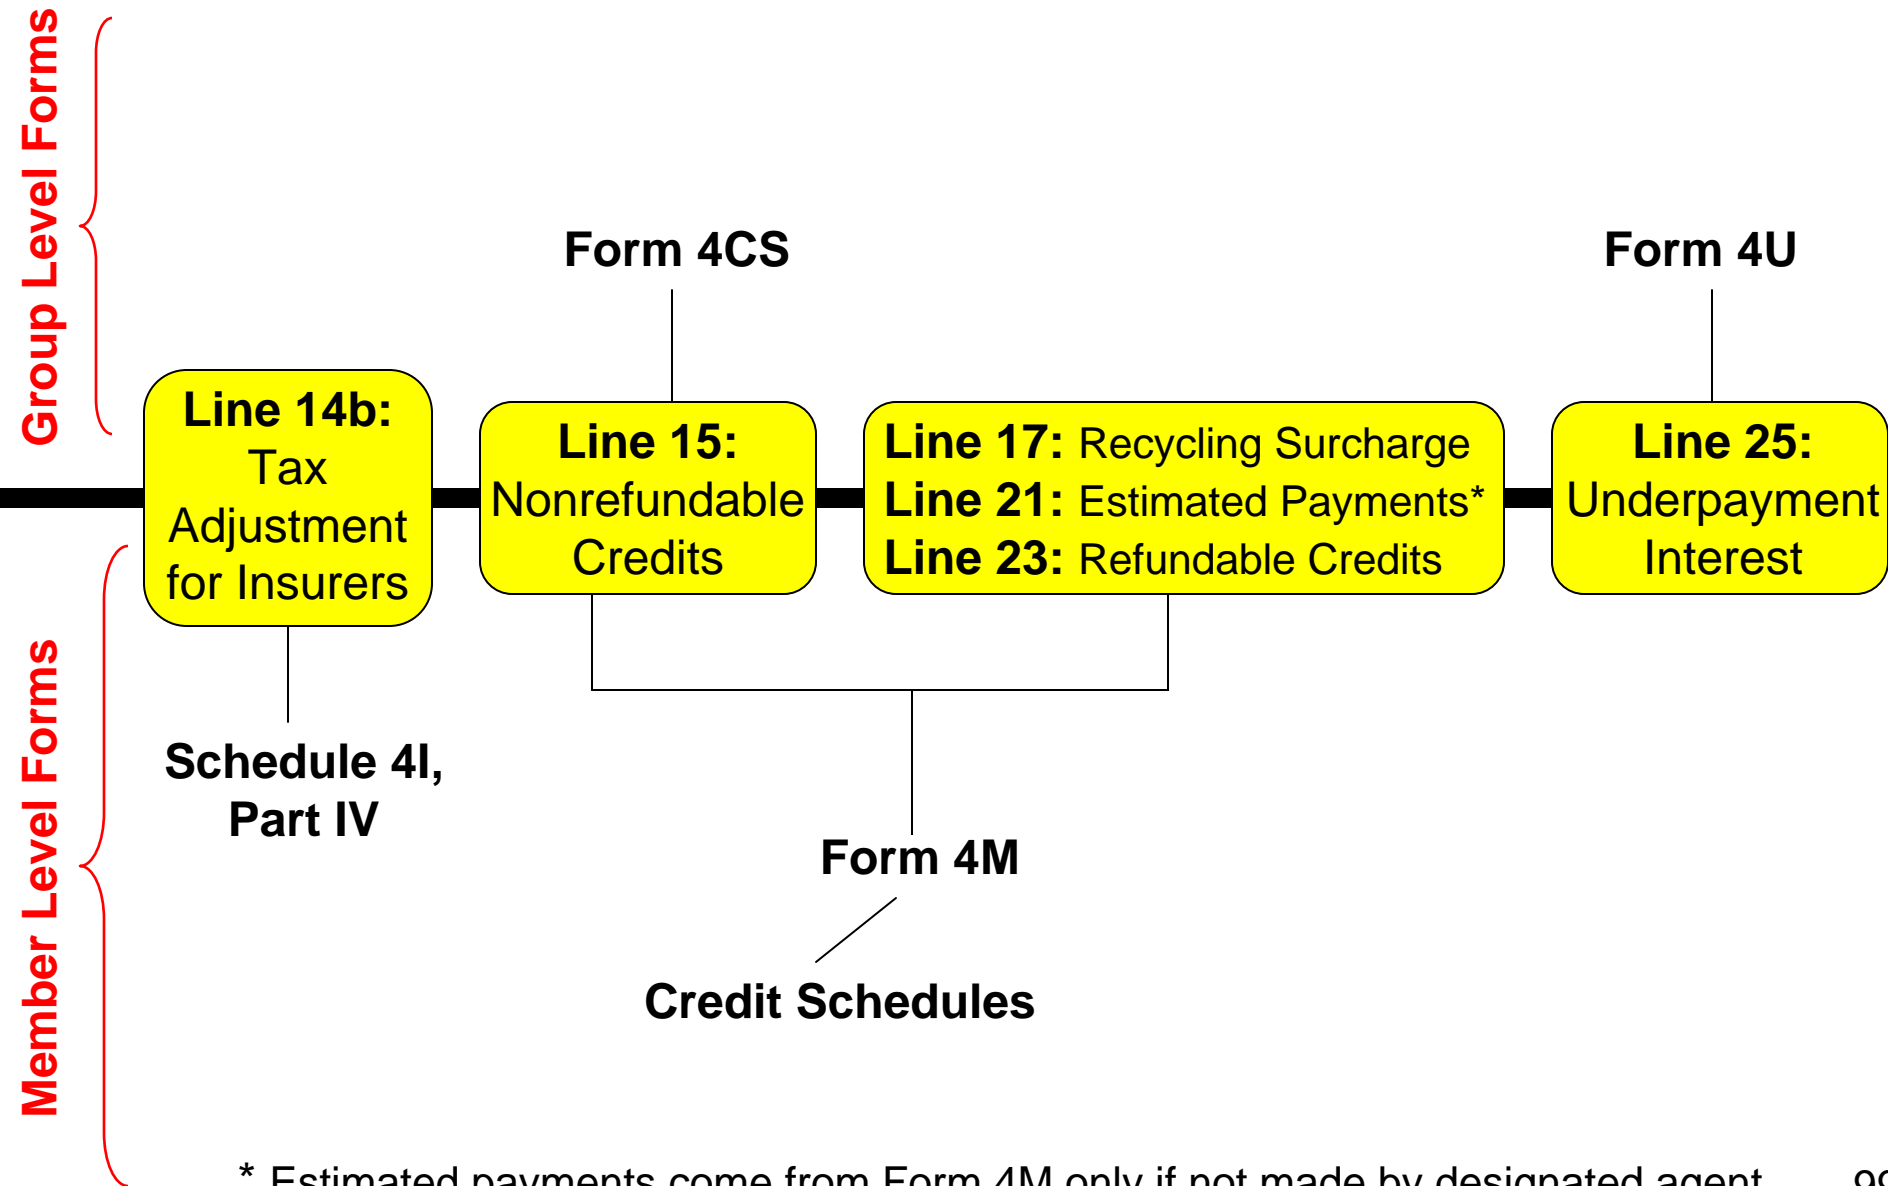 Group Level Forms
Form 4CS
Form 4U
Line 14b:
Tax
Adjustment
for Insurers
Line 15:
Nonrefundable
Credits
Line 17: Recycling Surcharge
Line 21: Estimated Payments*
Line 23: Refundable Credits
Line 25:
Underpayment
Interest
Member Level Forms
Schedule 4I,
Part IV
Form 4M
Credit Schedules
* Estimated payments come from Form 4M only if not made by designated agent
99